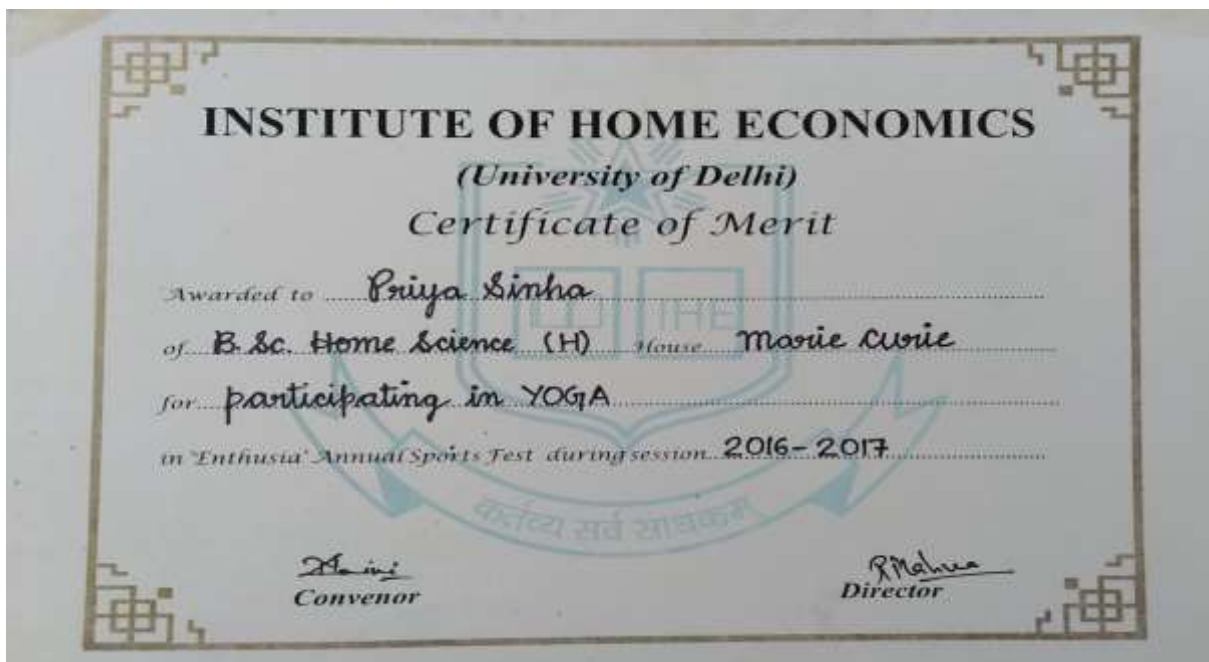 INSTITUTE OF HOME ECONOMICS
(University of Delhi)
Certificate of Merit
Awarded to Priya Sinha
of B.Sc. Home Science (H) House Marie Curie
for participating in YOGA
IHE
in 'Enthusia' Annual Sports Fest during session 2016-2017
कर्तव्य सर्व साधकम्
Convenor
Director